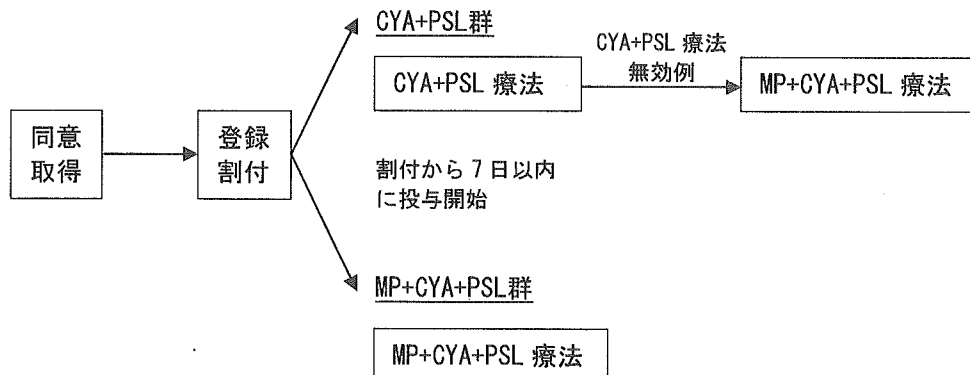 同意
取得
登録
割付
CYA+PSL群
CYA+PSL 療法
CYA+PSL 療法
無効例
MP+CYA+PSL 療法
割付から 7 日以内
に投与開始
MP+CYA+PSL群
MP+CYA+PSL 療法